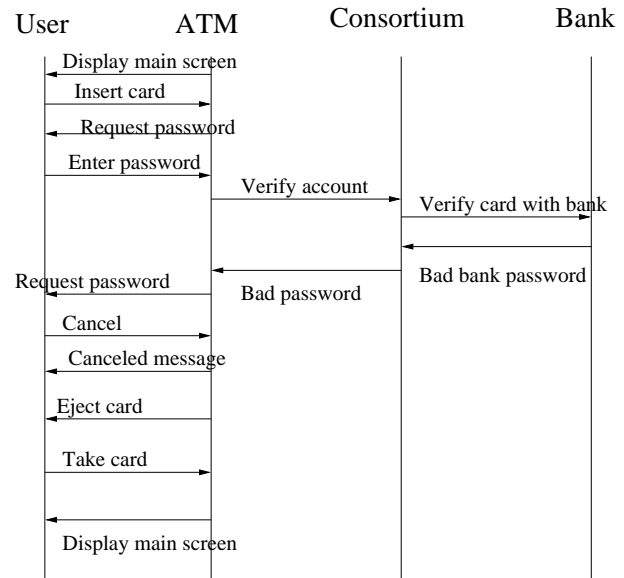 User ATM Consortium Bank
Display main screen
Insert card
Request password
Enter password
Verify account
Verify card with bank
Bad bank password
Bad password
Request password
Cancel
Canceled message
Eject card
Take card
Display main screen